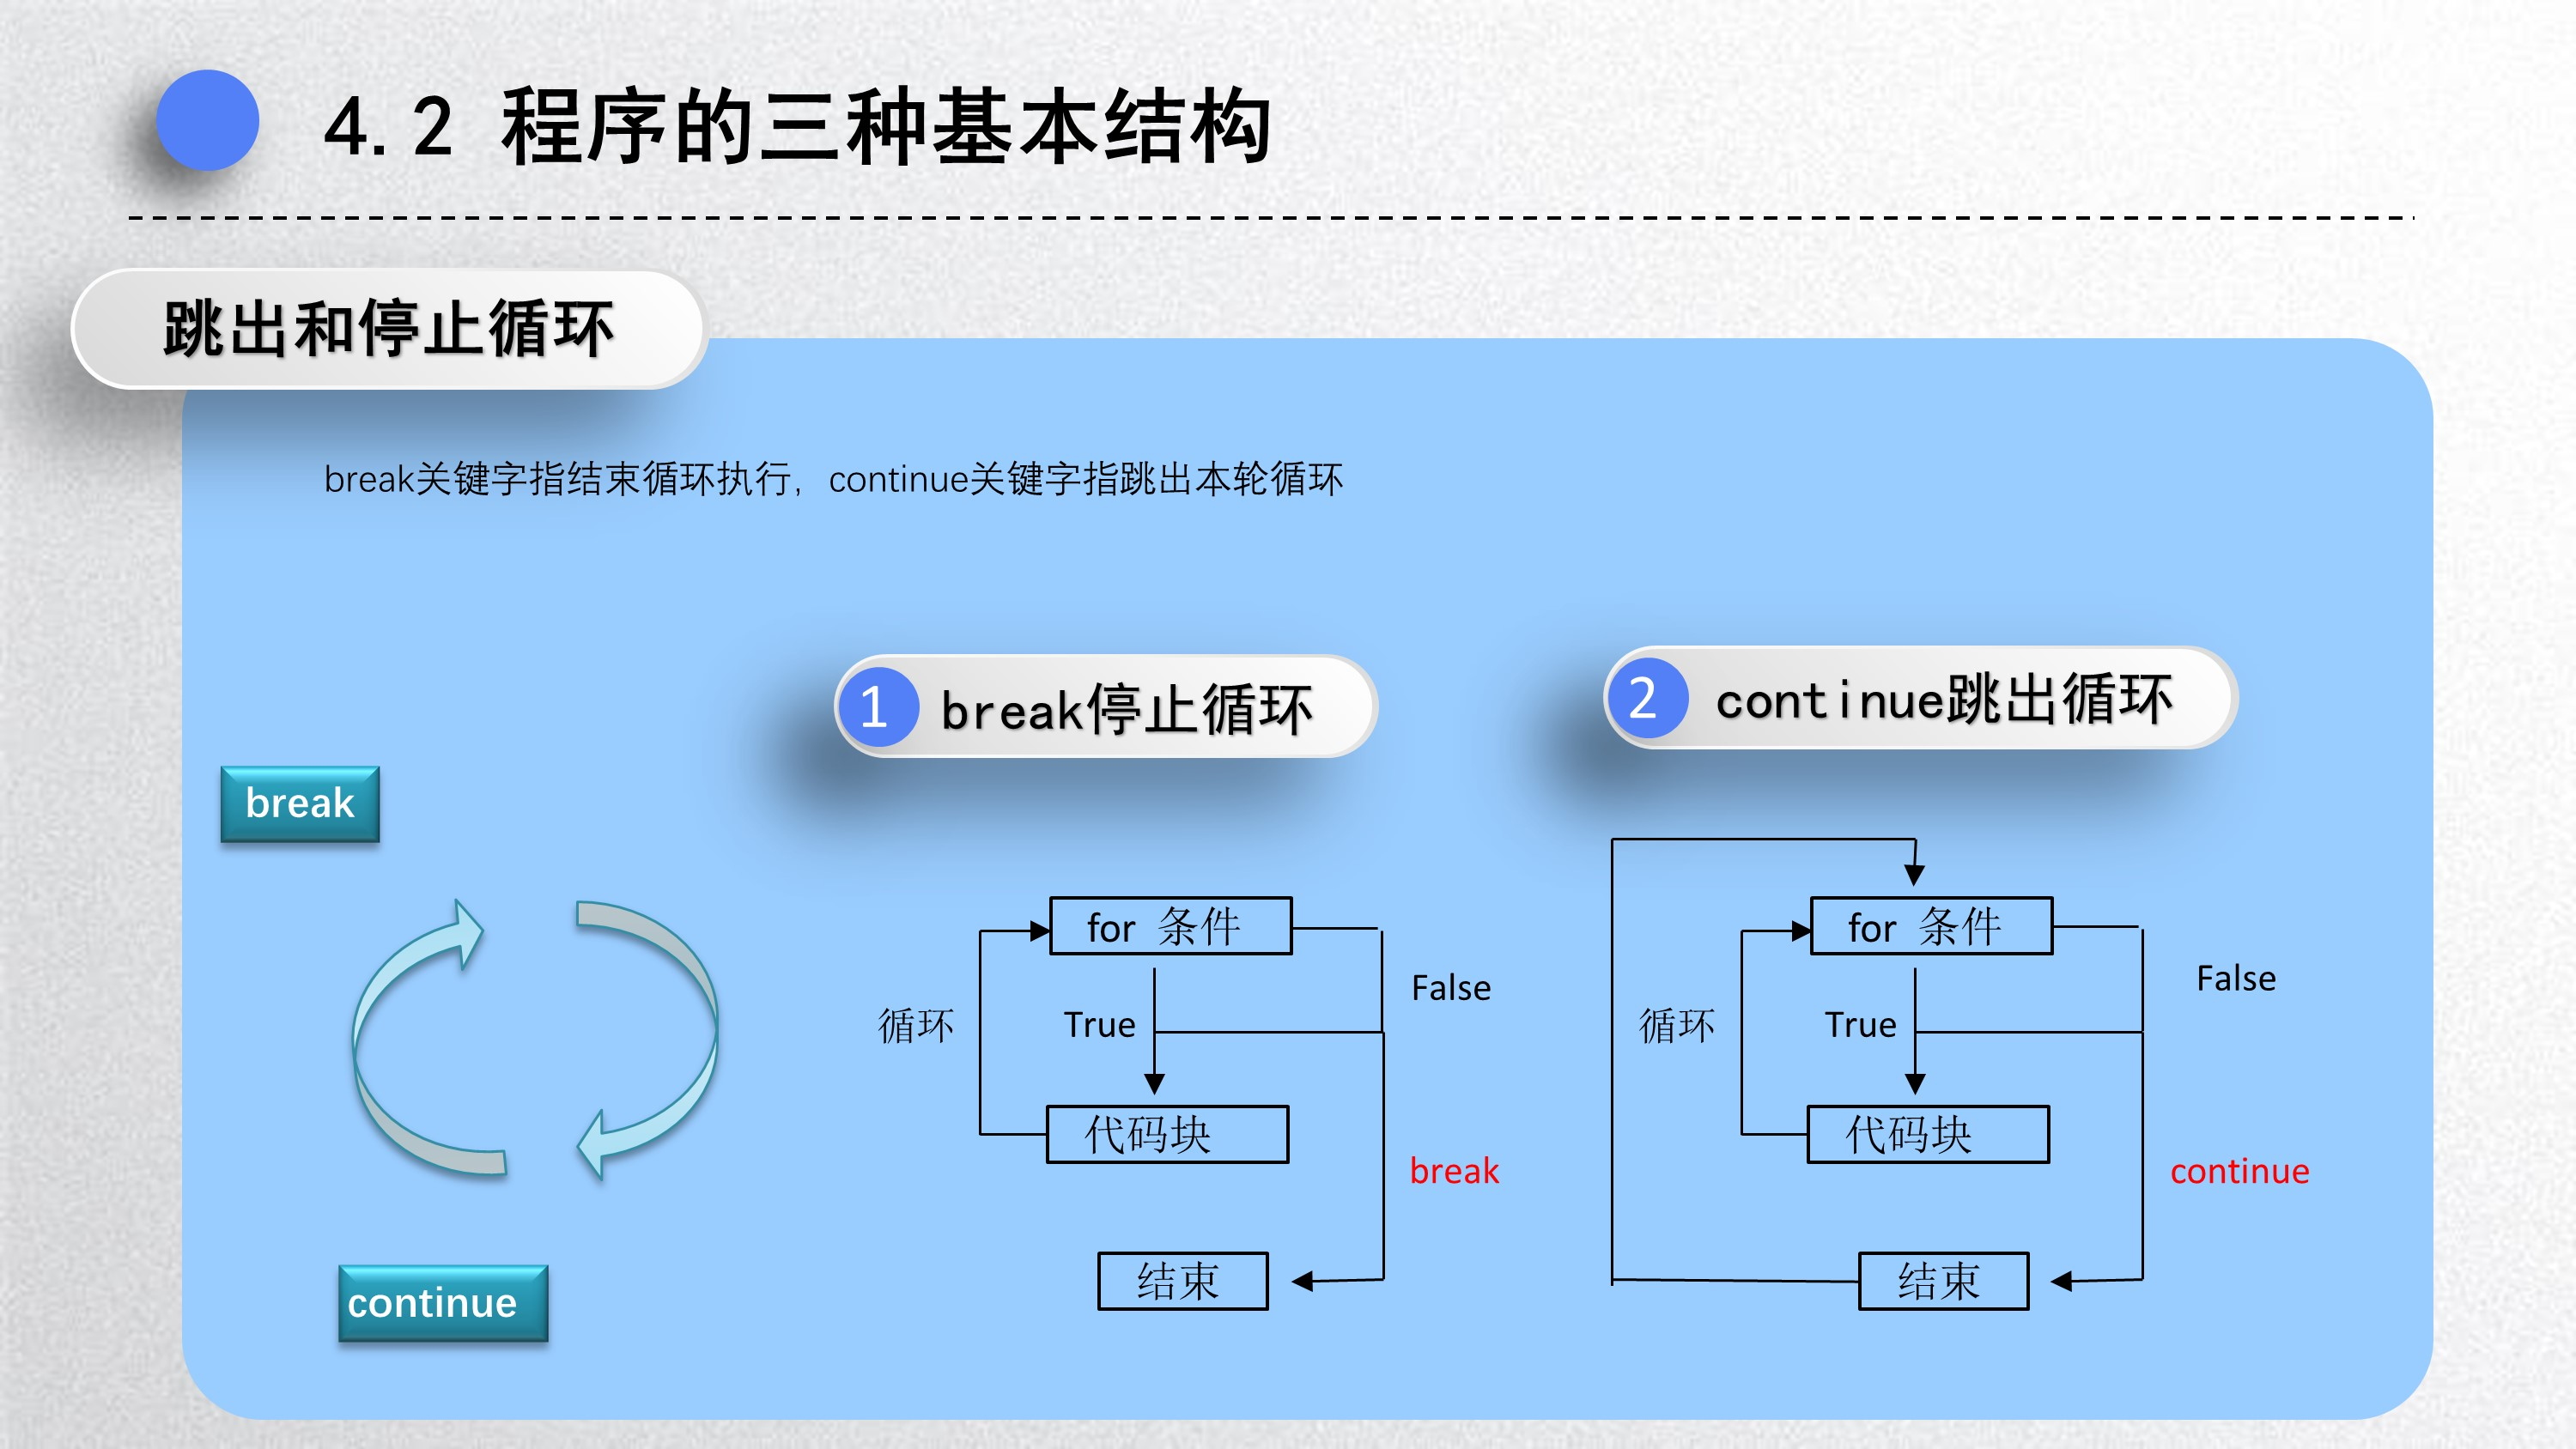 4.2 程序的三种基本结构
跳出和停止循环
break关键字指结束循环执行，continue关键字指跳出本轮循环
break
continue
1 break停止循环
for 条件
False
循环
True
代码块
break
结束
2 continue跳出循环
for 条件
False
循环
True
代码块
continue
结束